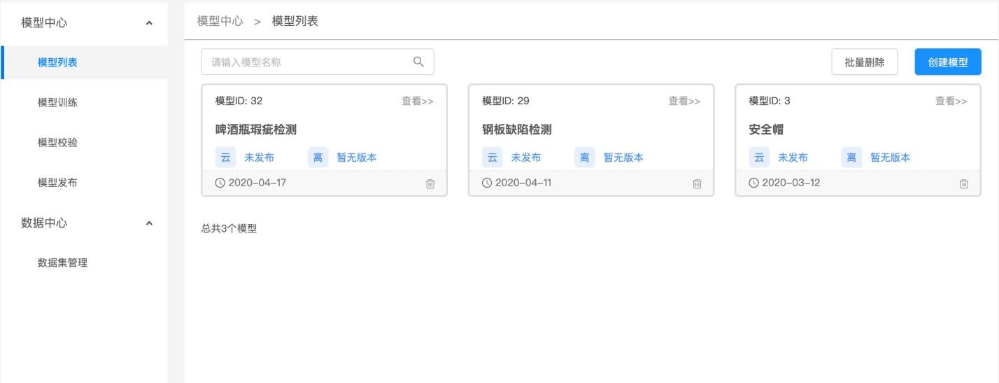 模型中心
模型列表
模型训练
模型校验
模型发布
数据中心
数据集管理
模型中心 > 模型列表
请输入模型名称
批量删除
创建模型
模型ID: 32 查看>>
啤酒瓶瑕疵检测
云 未发布 离 暂无版本
2020-04-17
模型ID: 29 查看>>
钢板缺陷检测
云 未发布 离 暂无版本
2020-04-11
模型ID: 3 查看>>
安全帽
云 未发布 离 暂无版本
2020-03-12
总共3个模型